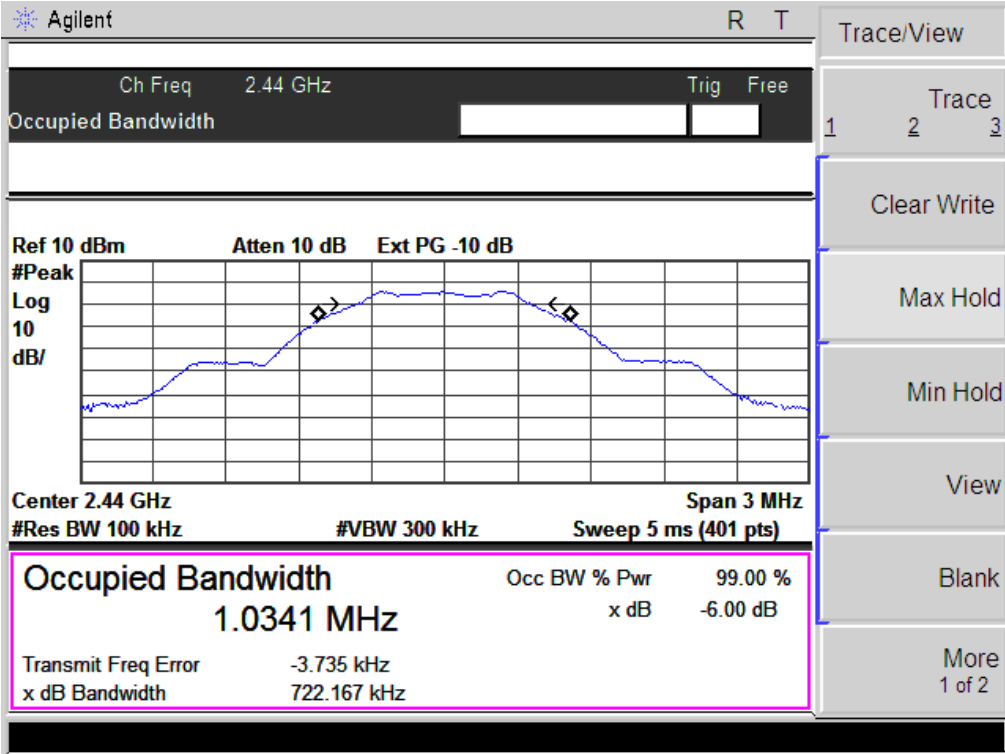 Agilent
R T
Trace/View
Ch Freq 2.44 GHz Trig Free
Occupied Bandwidth
Trace
1 2 3
Clear Write
Ref 10 dBm Atten 10 dB Ext PG -10 dB
#Peak
Log
10
dB/
Max Hold
Min Hold
View
Center 2.44 GHz Span 3 MHz
#Res BW 100 kHz #VBW 300 kHz Sweep 5 ms (401 pts)
Occupied Bandwidth
1.0341 MHz
Occ BW % Pwr 99.00 %
x dB -6.00 dB
Transmit Freq Error -3.735 kHz
x dB Bandwidth 722.167 kHz
Blank
More
1 of 2